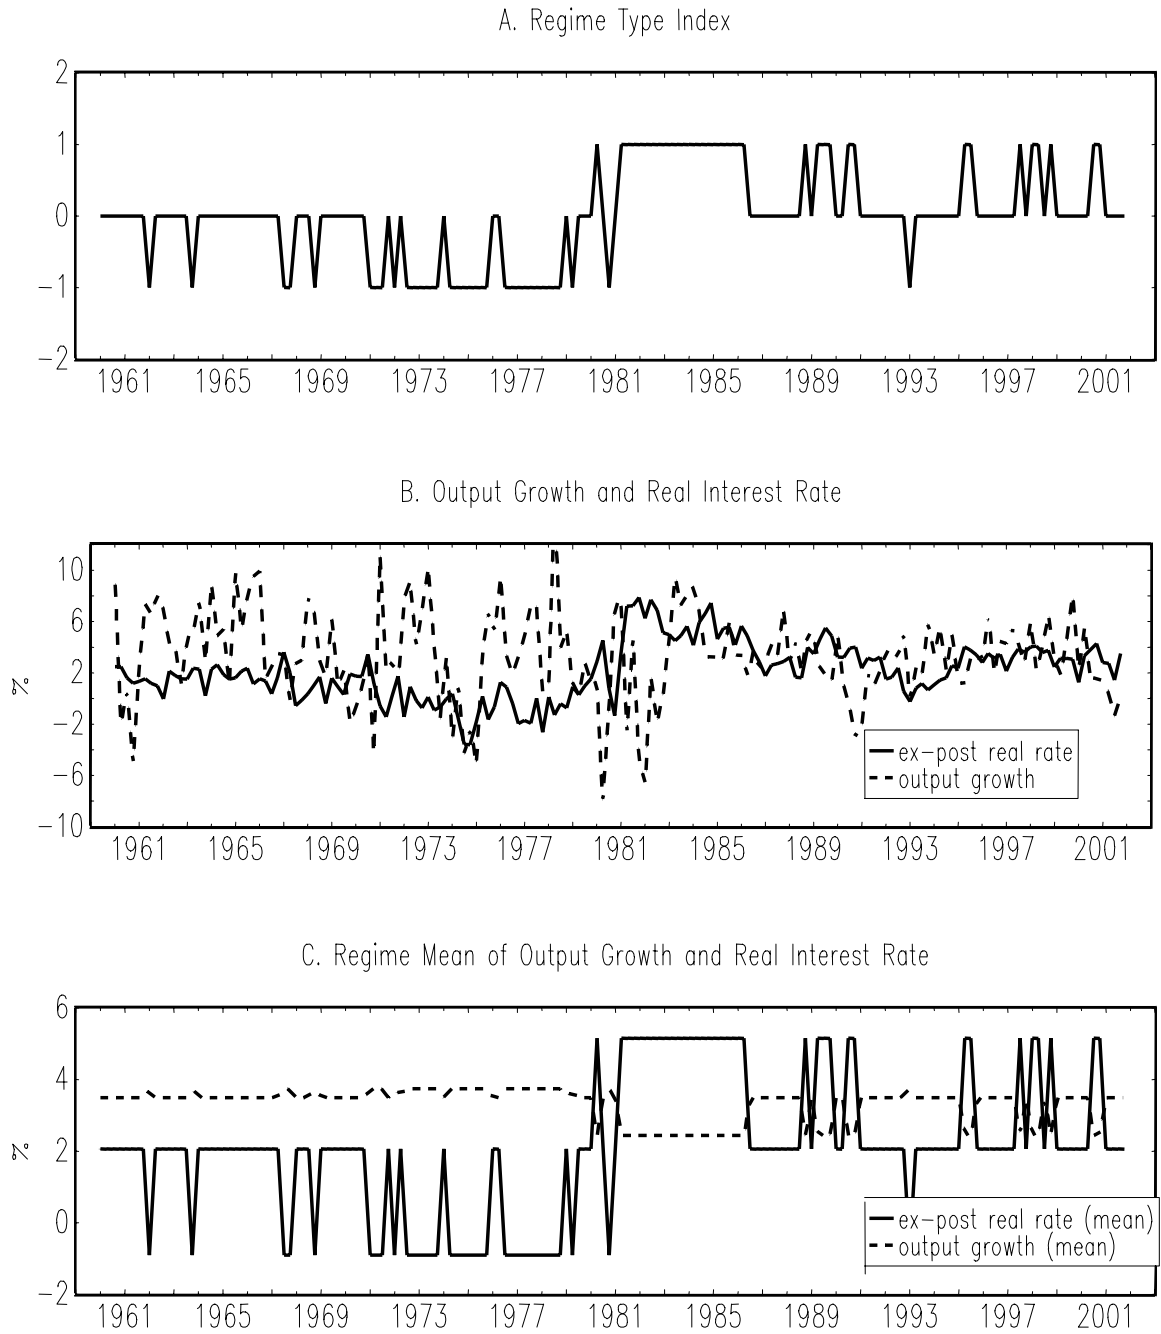 A. Regime Type Index
2
1
0
−1
−2
1961 1965 1969 1973 1977 1981 1985 1989 1993 1997 2001
B. Output Growth and Real Interest Rate
10
6
2
−2
−6
−10
%
ex−post real rate
output growth
1961 1965 1969 1973 1977 1981 1985 1989 1993 1997 2001
C. Regime Mean of Output Growth and Real Interest Rate
6
4
2
0
−2
%
ex−post real rate (mean)
output growth (mean)
1961 1965 1969 1973 1977 1981 1985 1989 1993 1997 2001